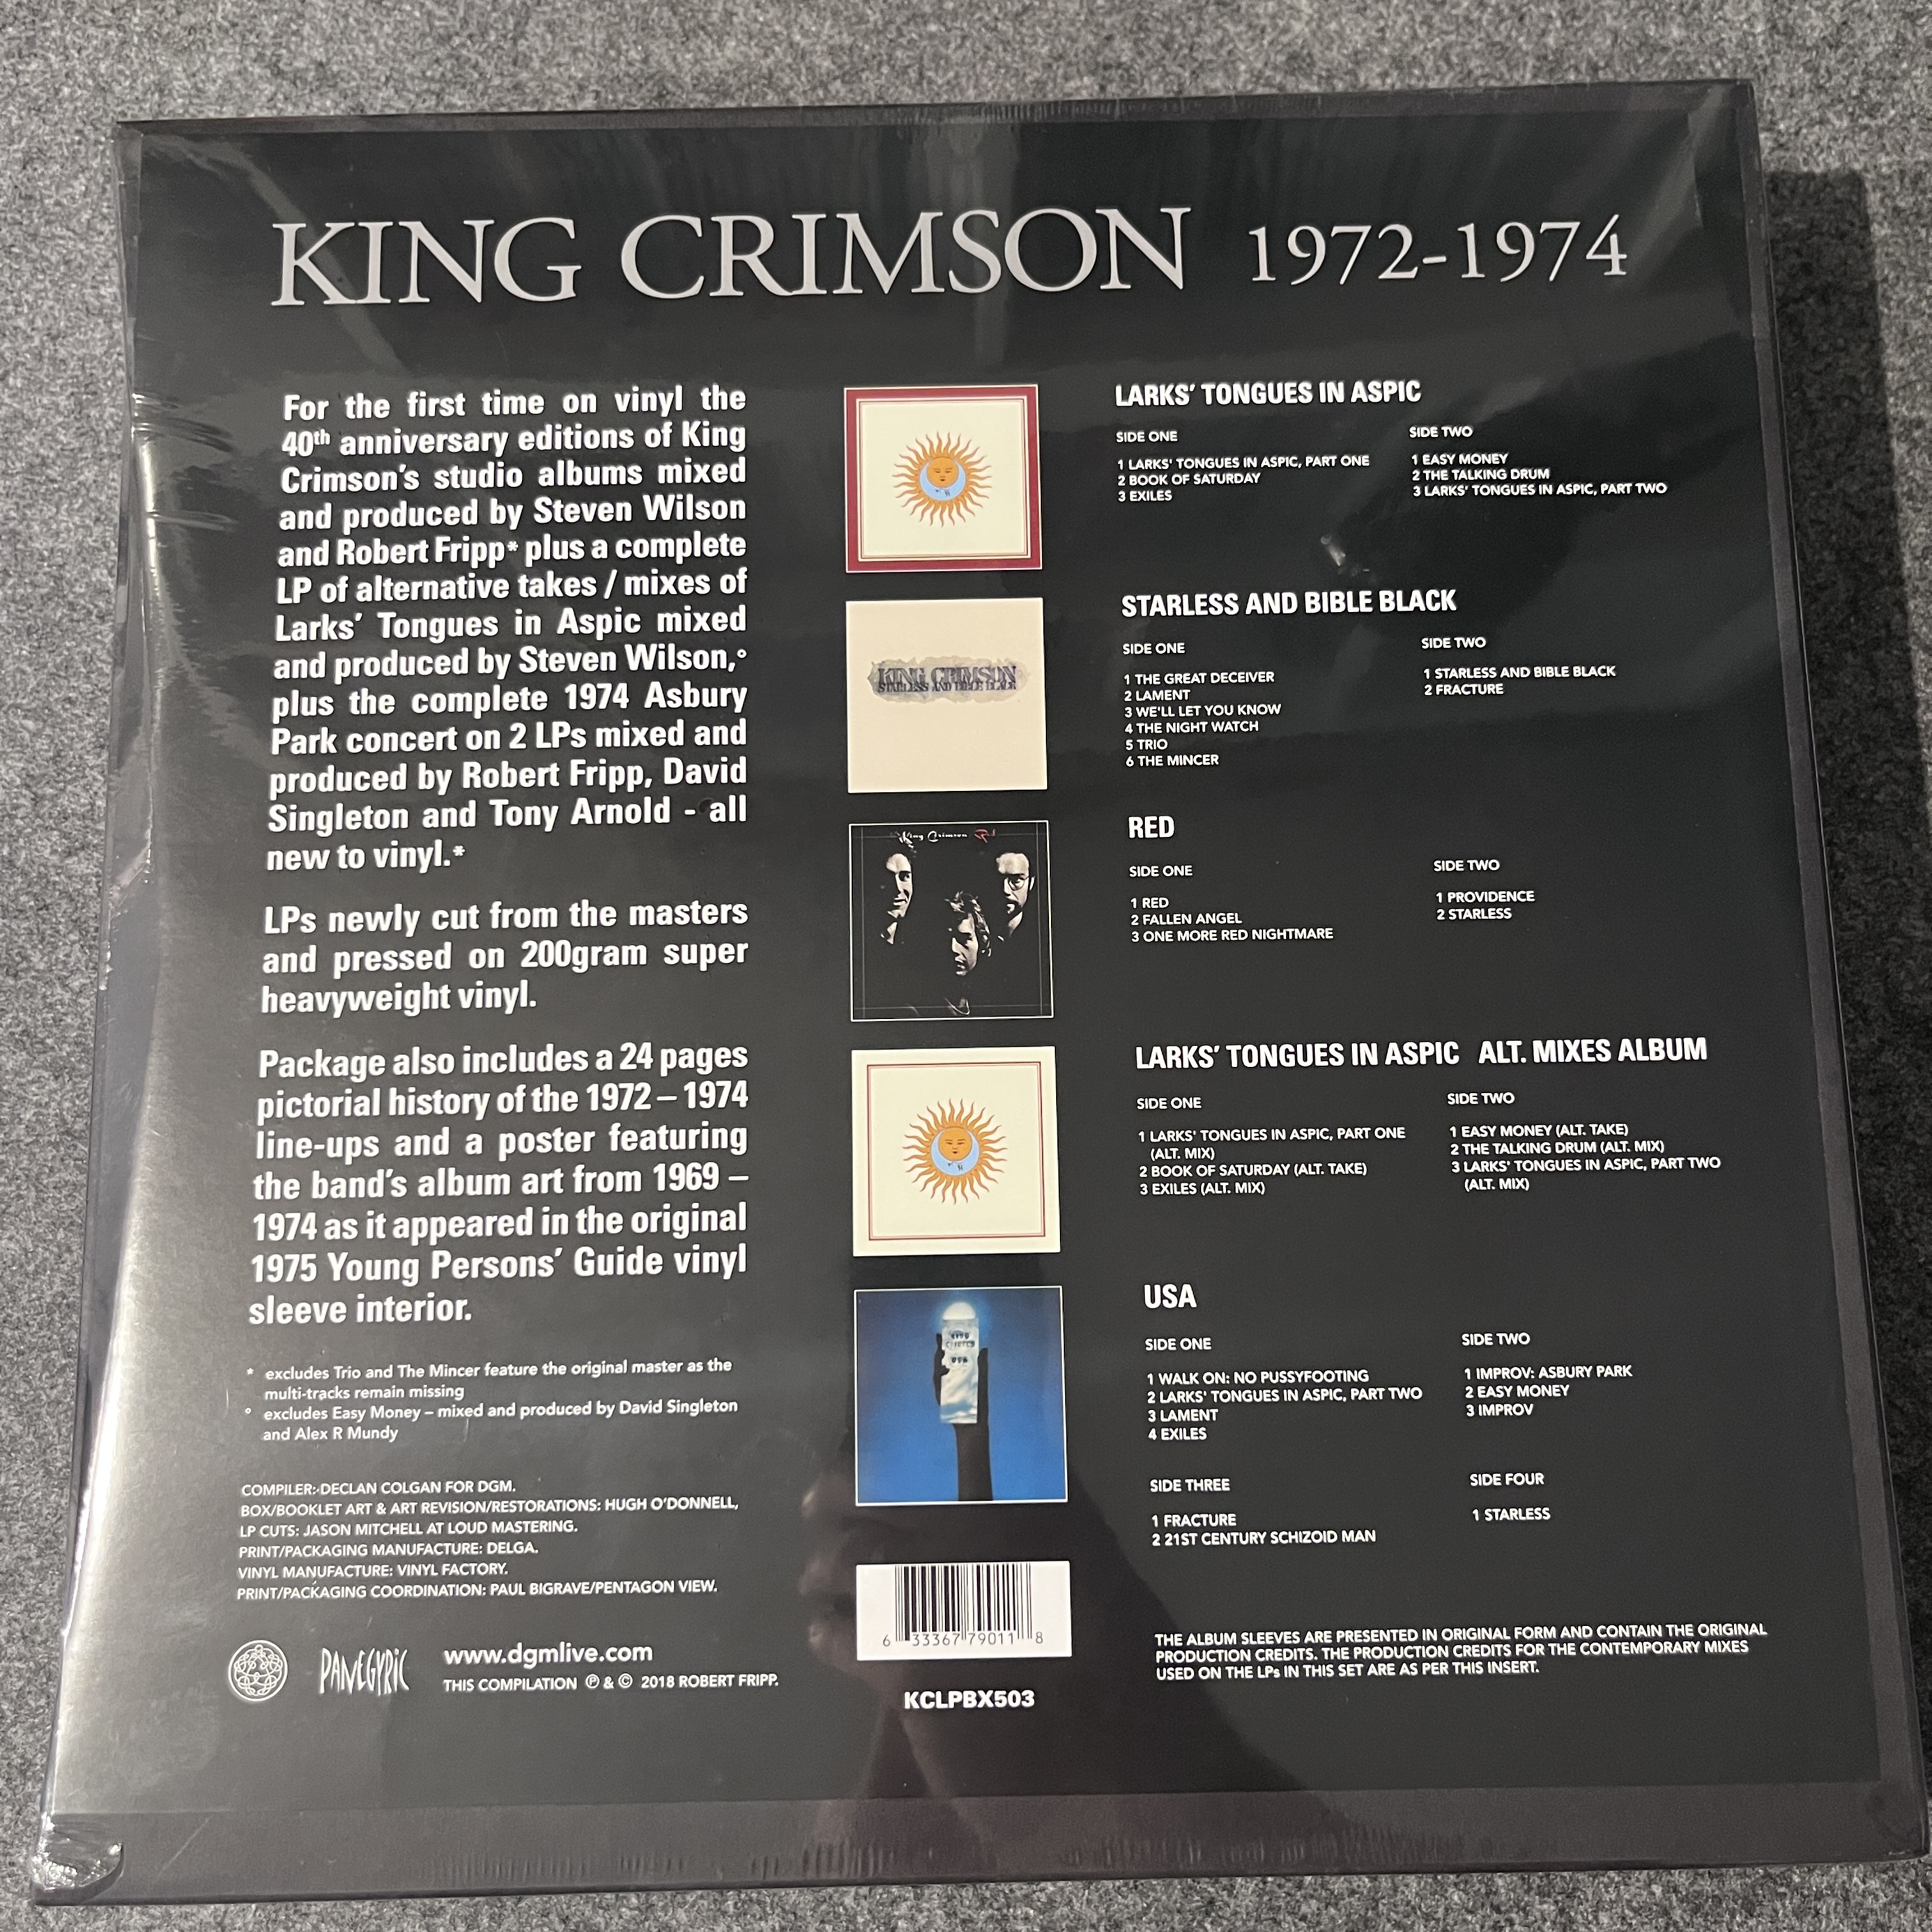 KING CRIMSON 1972-1974
For the first time on vinyl the
40th anniversary editions of King
Crimson's studio albums mixed
and produced by Steven Wilson
and Robert Fripp* plus a complete
LP of alternative takes / mixes of
Larks' Tongues in Aspic mixed
and produced by Steven Wilson,°
plus the complete 1974 Asbury
Park concert on 2 LPs mixed and
produced by Robert Fripp, David
Singleton and Tony Arnold - all
new to vinyl.*
LPs newly cut from the masters
and pressed on 200gram super
heavyweight vinyl.
Package also includes a 24 pages
pictorial history of the 1972 – 1974
line-ups and a poster featuring
the band's album art from 1969 –
1974 as it appeared in the original
1975 Young Persons' Guide vinyl
sleeve interior.
* excludes Trio and The Mincer feature the original master as the
multi-tracks remain missing
° excludes Easy Money – mixed and produced by David Singleton
and Alex R Mundy
COMPILER: DECLAN COLGAN FOR DGM.
BOX/BOOKLET ART & ART REVISION/RESTORATIONS: HUGH O'DONNELL,
LP CUTS: JASON MITCHELL AT LOUD MASTERING.
PRINT/PACKAGING MANUFACTURE: DELGA.
VINYL MANUFACTURE: VINYL FACTORY.
PRINT/PACKAGING COORDINATION: PAUL BIGRAVE/PENTAGON VIEW.
PANEGYRIC
www.dgmlive.com
THIS COMPILATION ℗ & © 2018 ROBERT FRIPP.
KING CRIMSON
STARLESS AND BIBLE BLACK
King Crimson Red
KING
CRIMSON
USA
6 33367 79011 8
KCLPBX503
LARKS' TONGUES IN ASPIC
SIDE ONE
1 LARKS' TONGUES IN ASPIC, PART ONE
2 BOOK OF SATURDAY
3 EXILES
SIDE TWO
1 EASY MONEY
2 THE TALKING DRUM
3 LARKS' TONGUES IN ASPIC, PART TWO
STARLESS AND BIBLE BLACK
SIDE ONE
1 THE GREAT DECEIVER
2 LAMENT
3 WE'LL LET YOU KNOW
4 THE NIGHT WATCH
5 TRIO
6 THE MINCER
SIDE TWO
1 STARLESS AND BIBLE BLACK
2 FRACTURE
RED
SIDE ONE
1 RED
2 FALLEN ANGEL
3 ONE MORE RED NIGHTMARE
SIDE TWO
1 PROVIDENCE
2 STARLESS
LARKS' TONGUES IN ASPIC ALT. MIXES ALBUM
SIDE ONE
1 LARKS' TONGUES IN ASPIC, PART ONE
(ALT. MIX)
2 BOOK OF SATURDAY (ALT. TAKE)
3 EXILES (ALT. MIX)
SIDE TWO
1 EASY MONEY (ALT. TAKE)
2 THE TALKING DRUM (ALT. MIX)
3 LARKS' TONGUES IN ASPIC, PART TWO
(ALT. MIX)
USA
SIDE ONE
1 WALK ON: NO PUSSYFOOTING
2 LARKS' TONGUES IN ASPIC, PART TWO
3 LAMENT
4 EXILES
SIDE TWO
1 IMPROV: ASBURY PARK
2 EASY MONEY
3 IMPROV
SIDE THREE
1 FRACTURE
2 21ST CENTURY SCHIZOID MAN
SIDE FOUR
1 STARLESS
THE ALBUM SLEEVES ARE PRESENTED IN ORIGINAL FORM AND CONTAIN THE ORIGINAL
PRODUCTION CREDITS. THE PRODUCTION CREDITS FOR THE CONTEMPORARY MIXES
USED ON THE LPs IN THIS SET ARE AS PER THIS INSERT.